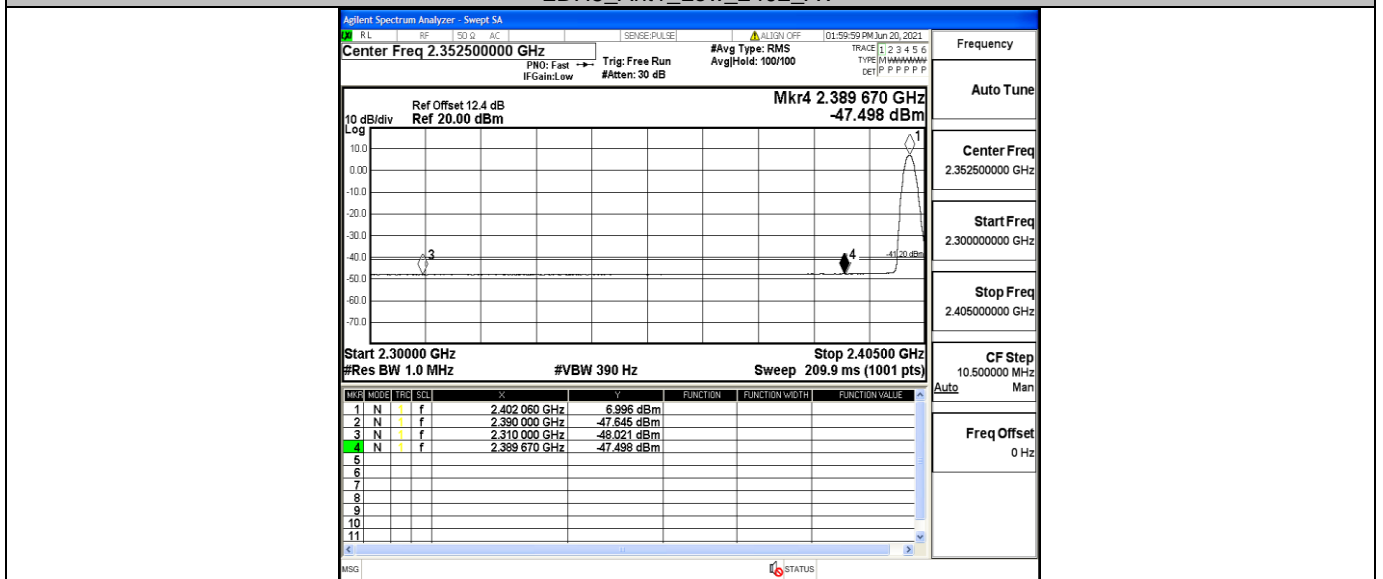 Agilent Spectrum Analyzer - Swept SA
RL RF 50 Ω AC SENSE:PULSE ALIGN OFF 01:59:59 PM Jun 20, 2021
Center Freq 2.352500000 GHz
PNO: Fast
IFGain:Low
Trig: Free Run
#Atten: 30 dB
#Avg Type: RMS
Avg|Hold: 100/100
TRACE 1 2 3 4 5 6
TYPE M
DET P P P P P P
Ref Offset 12.4 dB
10 dB/div Ref 20.00 dBm
Log
Mkr4 2.389 670 GHz
-47.498 dBm
10.0
0.00
-10.0
-20.0
-30.0
-40.0
-50.0
-60.0
-70.0
1
3
4
-41.20 dBm
Start 2.30000 GHz Stop 2.40500 GHz
#Res BW 1.0 MHz #VBW 390 Hz Sweep 209.9 ms (1001 pts)
MKR MODE TRC SCL X Y FUNCTION FUNCTION WIDTH FUNCTION VALUE
1 N 1 f 2.402 060 GHz 6.996 dBm
2 N 1 f 2.390 000 GHz -47.645 dBm
3 N 1 f 2.310 000 GHz -48.021 dBm
4 N 1 f 2.389 670 GHz -47.498 dBm
5
6
7
8
9
10
11
MSG STATUS
Frequency
Auto Tune
Center Freq
2.352500000 GHz
Start Freq
2.300000000 GHz
Stop Freq
2.405000000 GHz
CF Step
10.500000 MHz
Auto Man
Freq Offset
0 Hz